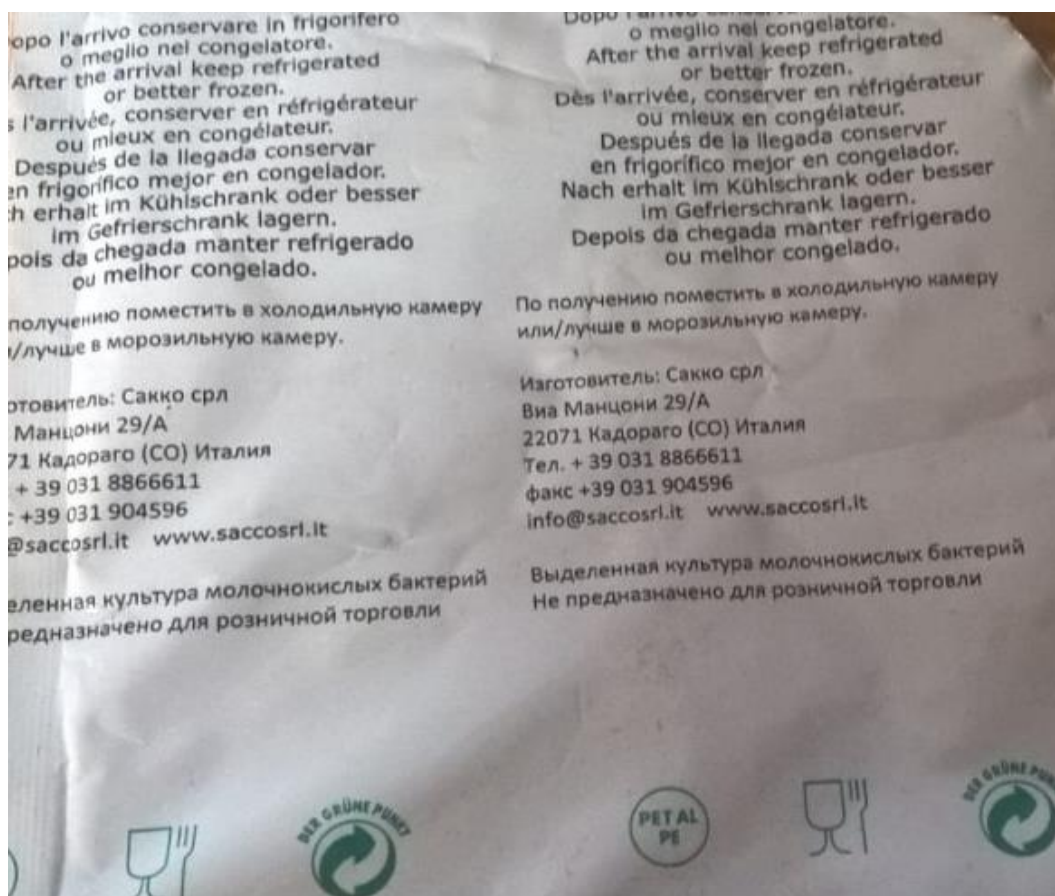 opo l'arrivo conservare in frigorifero
o meglio nel congelatore.
After the arrival keep refrigerated
or better frozen.
s l'arrivée, conserver en réfrigérateur
ou mieux en congélateur.
Después de la llegada conservar
en frigorífico mejor en congelador.
ch erhalt im Kühlschrank oder besser
im Gefrierschrank lagern.
pois da chegada manter refrigerado
ou melhor congelado.
получению поместить в холодильную камеру
и/лучше в морозильную камеру.
отовитель: Сакко срл
Манцони 29/А
71 Кадораго (СО) Италия
+ 39 031 8866611
с +39 031 904596
@saccosrl.it www.saccosrl.it
еленная культура молочнокислых бактерий
редназначено для розничной торговли
DER GRÜNE PUNKT
Dopo l'arrivo
o meglio nel congelatore.
After the arrival keep refrigerated
or better frozen.
Dès l'arrivée, conserver en réfrigérateur
ou mieux en congélateur.
Después de la llegada conservar
en frigorífico mejor en congelador.
Nach erhalt im Kühlschrank oder besser
im Gefrierschrank lagern.
Depois da chegada manter refrigerado
ou melhor congelado.
По получению поместить в холодильную камеру
или/лучше в морозильную камеру.
Изготовитель: Сакко срл
Виа Манцони 29/А
22071 Кадораго (СО) Италия
Тел. + 39 031 8866611
факс +39 031 904596
info@saccosrl.it www.saccosrl.it
Выделенная культура молочнокислых бактерий
Не предназначено для розничной торговли
PET AL
PE
DER GRÜNE PUN